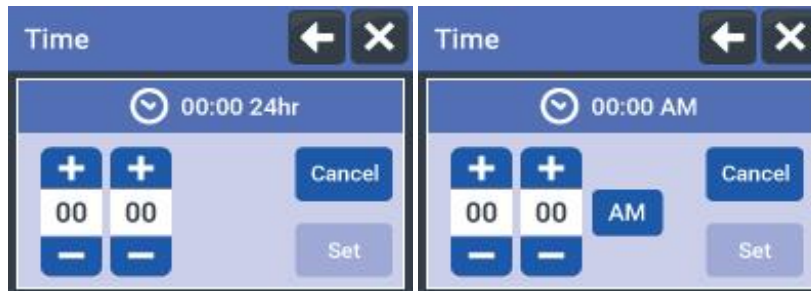 Time
00:00 24hr
+ +
Cancel
00 00
Set
− −
Time
00:00 AM
+ +
Cancel
00 00 AM
Set
− −